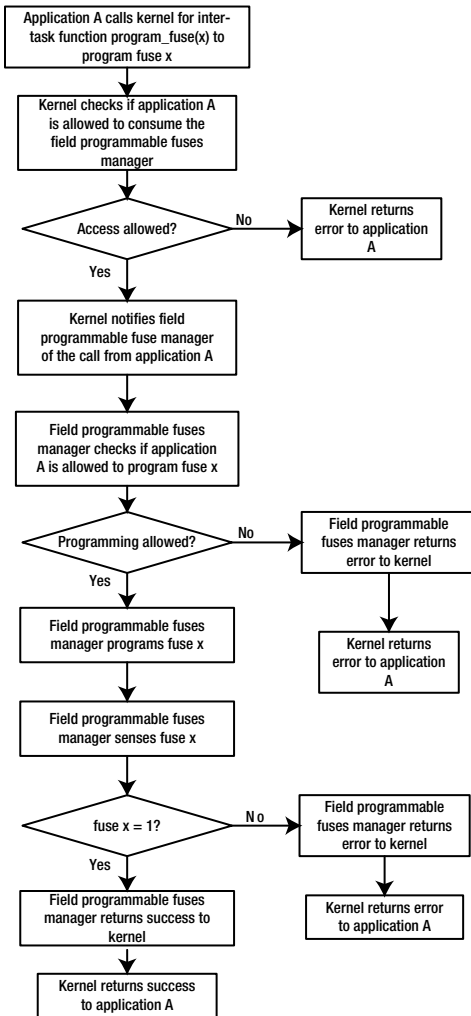 Application A calls kernel for inter-
task function program_fuse(x) to
program fuse x
Kernel checks if application A
is allowed to consume the
field programmable fuses
manager
Access allowed?
No
Kernel returns
error to application
A
Yes
Kernel notifies field
programmable fuse manager
of the call from application A
Field programmable fuses
manager checks if application
A is allowed to program fuse x
Programming allowed?
No
Field programmable
fuses manager returns
error to kernel
Yes
Kernel returns
error to application
A
Field programmable fuses
manager programs fuse x
Field programmable fuses
manager senses fuse x
fuse x = 1?
No
Field programmable
fuses manager returns
error to kernel
Yes
Field programmable fuses
manager returns success to
kernel
Kernel returns error
to application A
Kernel returns success
to application A